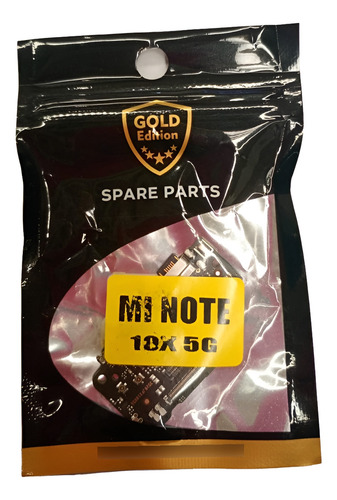 GOLD
Edition
SPARE PARTS
MI NOTE
10X 5G